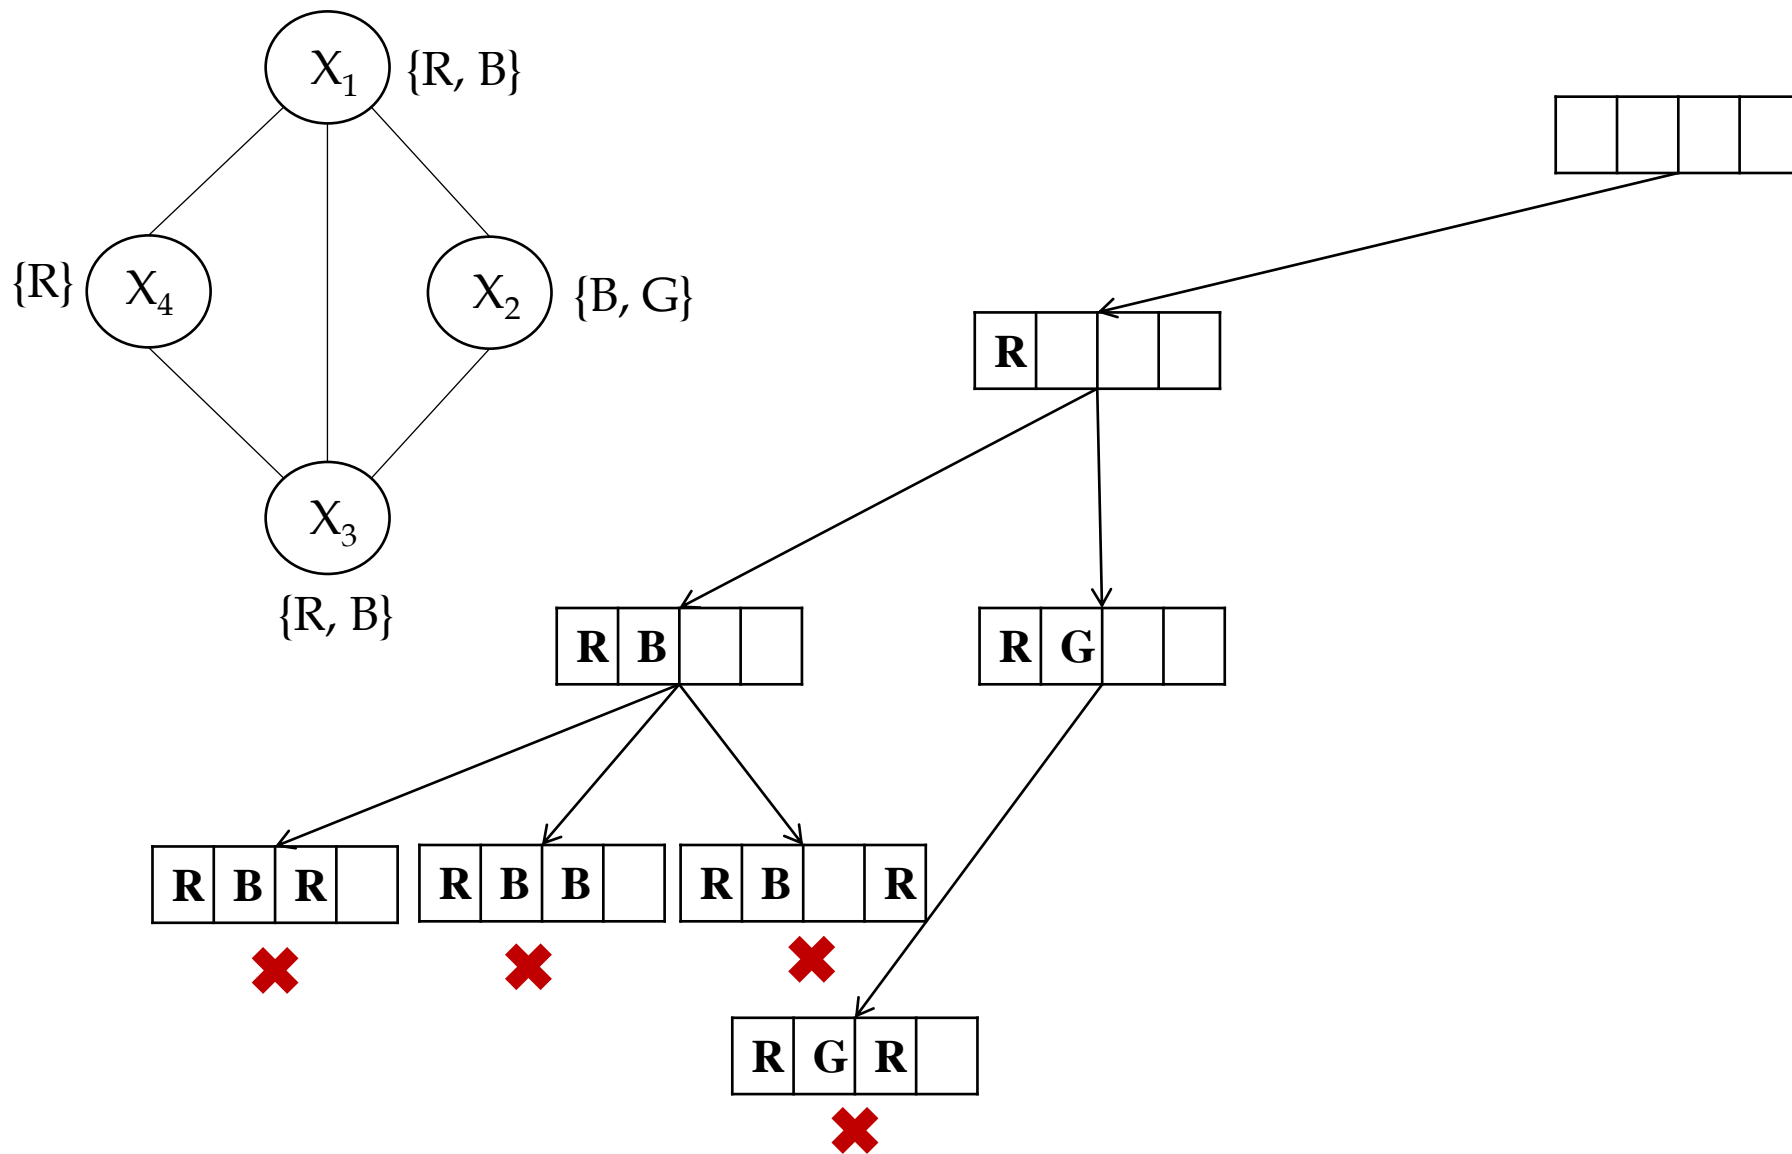 X₁ {R, B}
{R} X₄ X₂ {B, G}
R
X₃
{R, B}
R B
R G
R B R
R B B
R B R
R G R